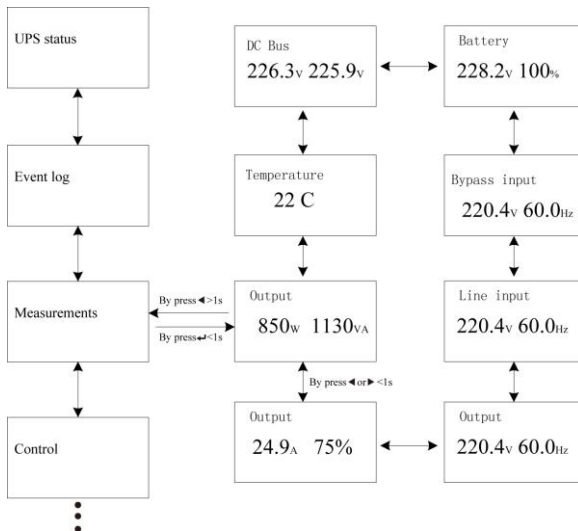 UPS status
Event log
Measurements
Control
By press◄>1s
By press↵<1s
DC Bus
226.3V 225.9V
Temperature
22 C
Output
850W 1130VA
By press◄or►<1s
Output
24.9A 75%
Battery
228.2V 100%
Bypass input
220.4V 60.0Hz
Line input
220.4V 60.0Hz
Output
220.4V 60.0Hz